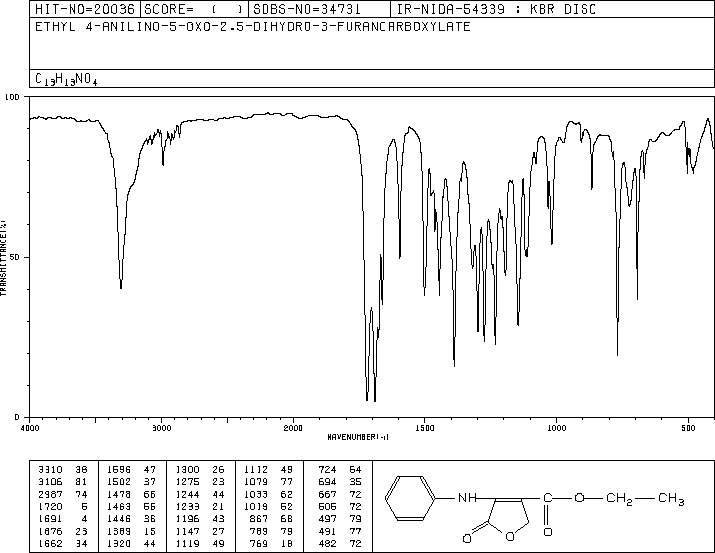 HIT-NO=20036 SCORE= ( ) SDBS-NO=34731 IR-NIDA-54339 : KBR DISC
ETHYL 4-ANILINO-5-OXO-2,5-DIHYDRO-3-FURANCARBOXYLATE
C13H13NO4
100
50
0
TRANSMITTANCE(%)
4000 3000 2000 1500 1000 500
WAVENUMBER(-1)
3310 38 1596 47 1300 26 1112 49 724 64
3106 81 1502 37 1275 23 1079 77 694 35
2987 74 1478 66 1244 44 1033 62 667 72
1720 1463 66 1233 21 1019 52 72
1691 4 1446 36 1196 43 867 68 497 79
1676 23 1389 15 1147 27 789 79 491 77
1662 34 1320 44 1119 49 769 18 482 72
NH C O CH2 CH3
O
O
O